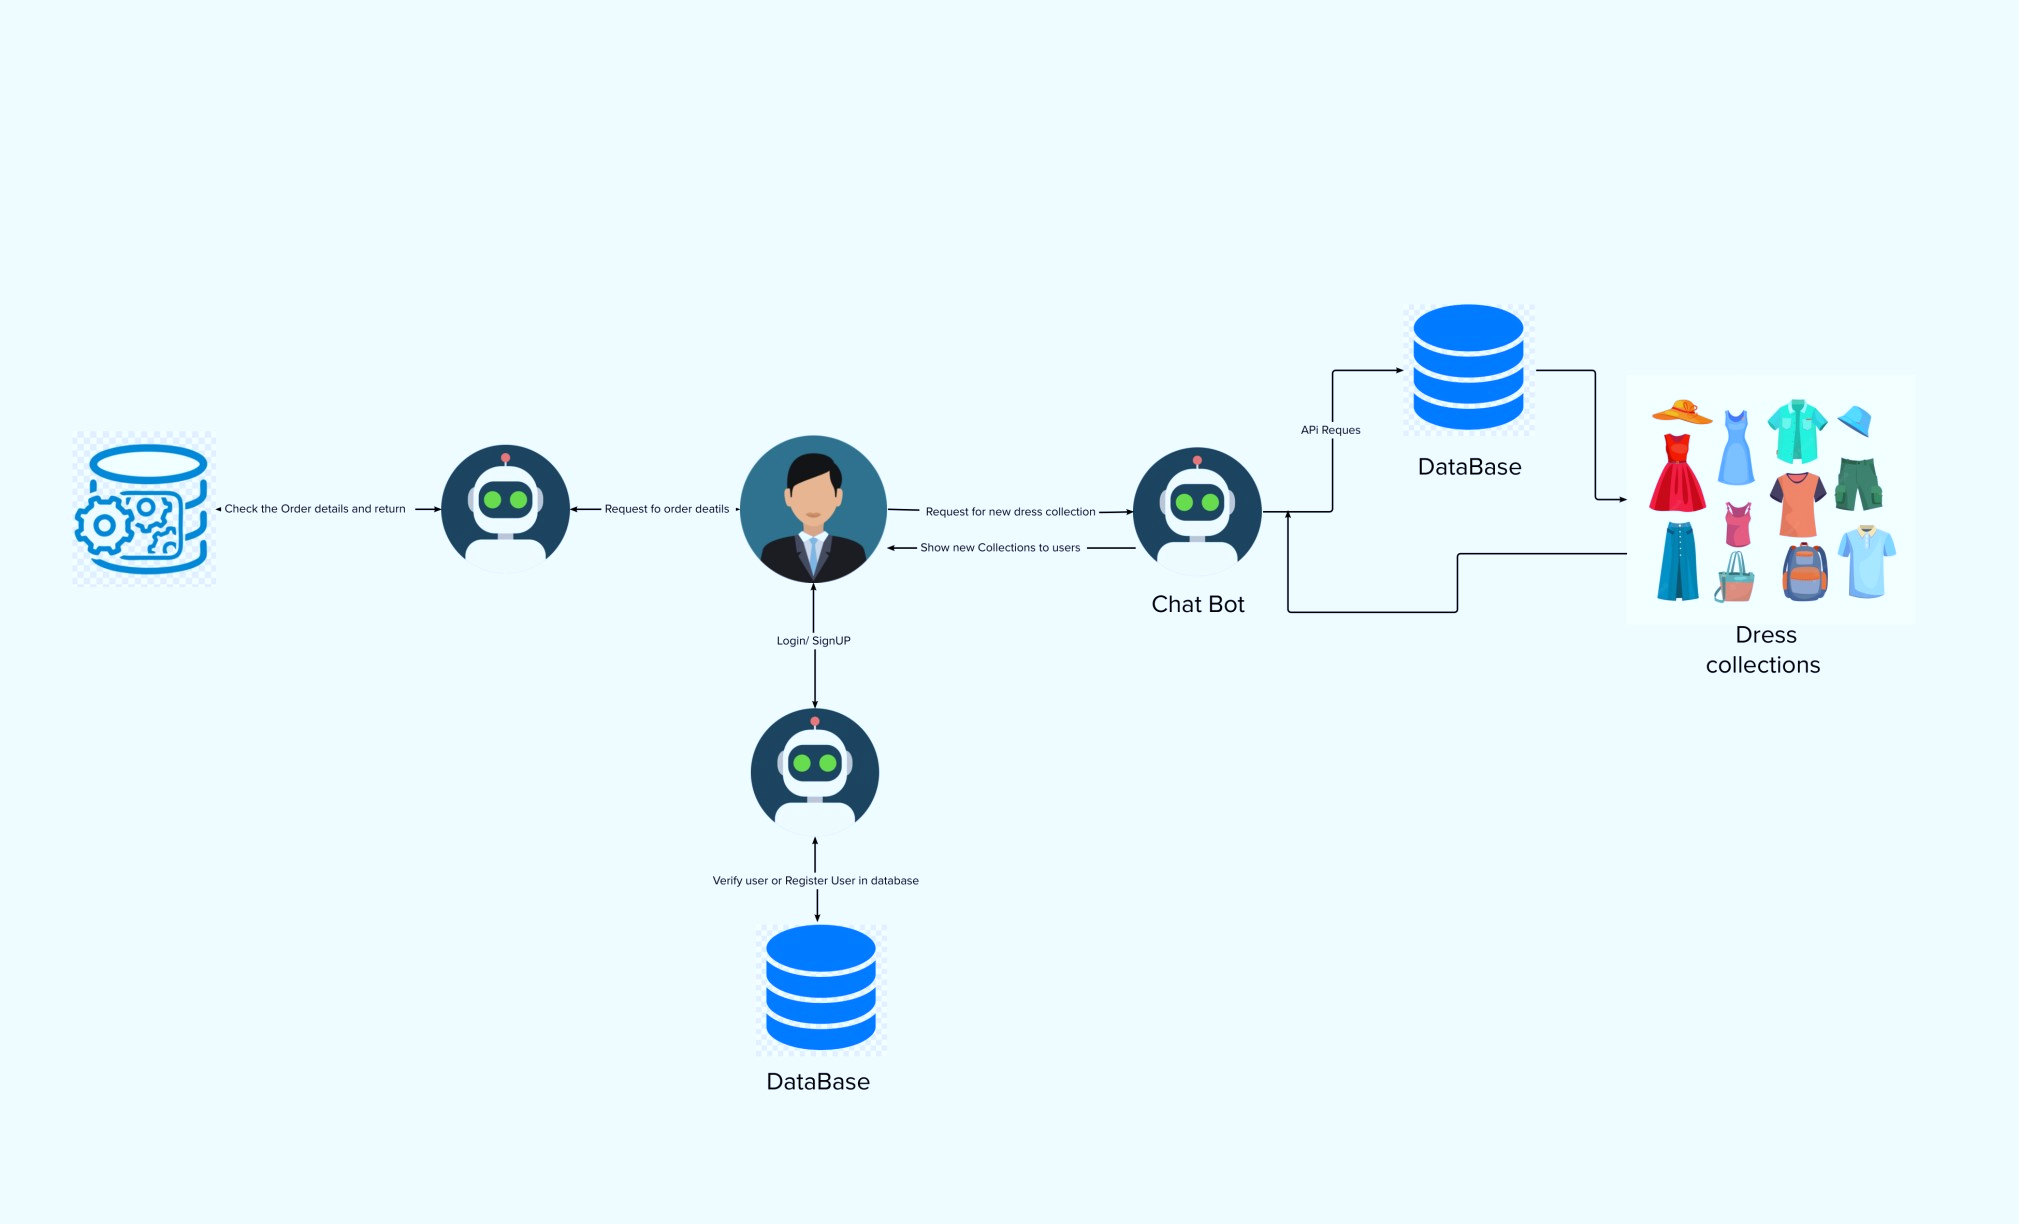 APi Reques
DataBase
Check the Order details and return
Request fo order deatils
Request for new dress collection
Show new Collections to users
Chat Bot
Dress
collections
Login/ SignUP
Verify user or Register User in database
DataBase